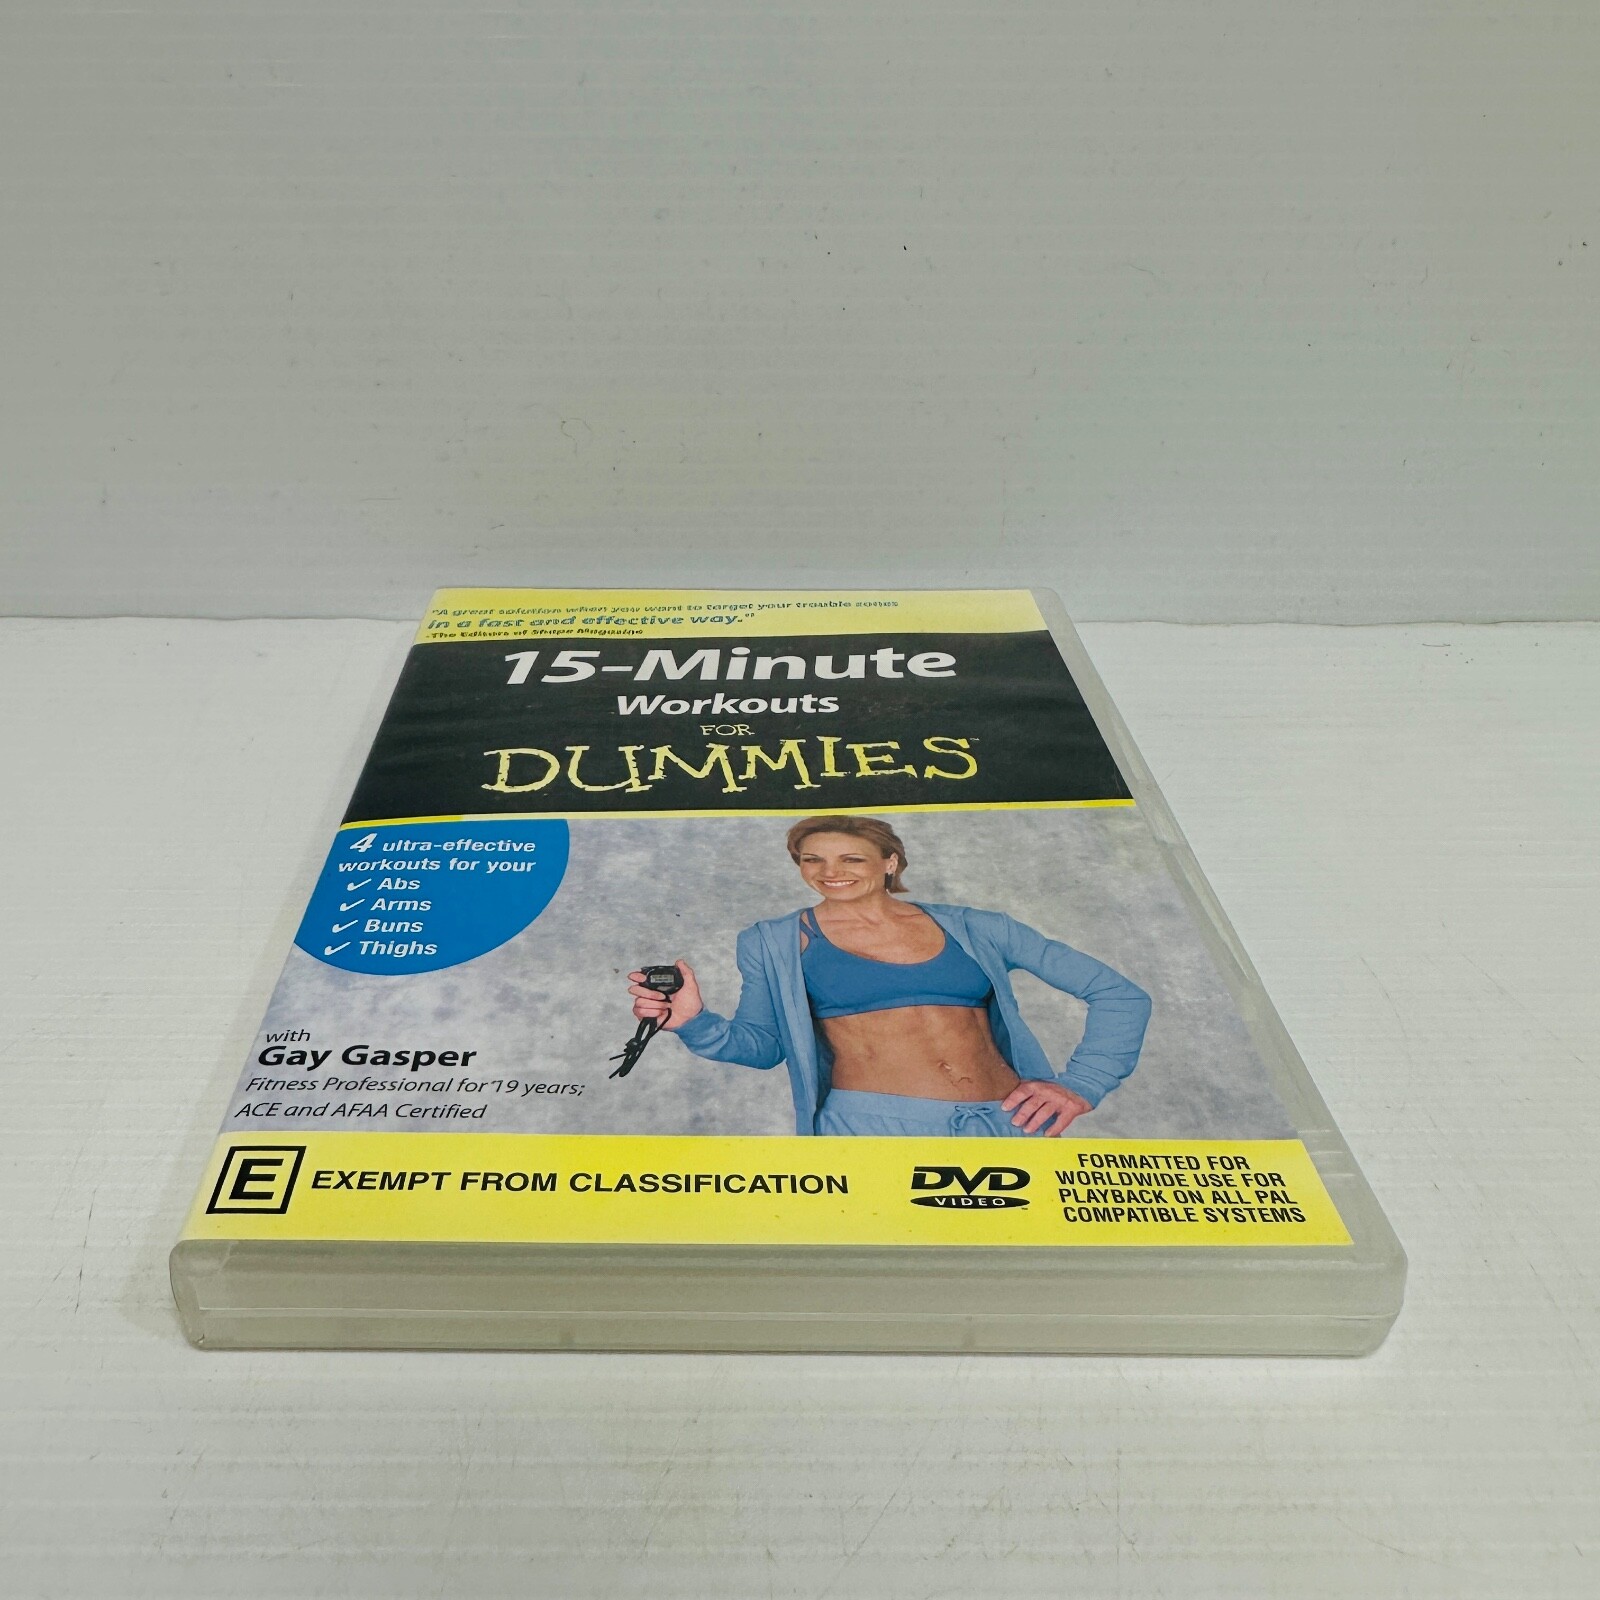 "A great solution when you want to target your trouble zones
in a fast and effective way."
-The Editors of Shape Magazine
15-Minute
Workouts
FOR
DUMMIES™
4 ultra-effective
workouts for your
✓ Abs
✓ Arms
✓ Buns
✓ Thighs
with
Gay Gasper
Fitness Professional for 19 years;
ACE and AFAA Certified
E EXEMPT FROM CLASSIFICATION
DVD
VIDEO™
FORMATTED FOR
WORLDWIDE USE FOR
PLAYBACK ON ALL PAL
COMPATIBLE SYSTEMS